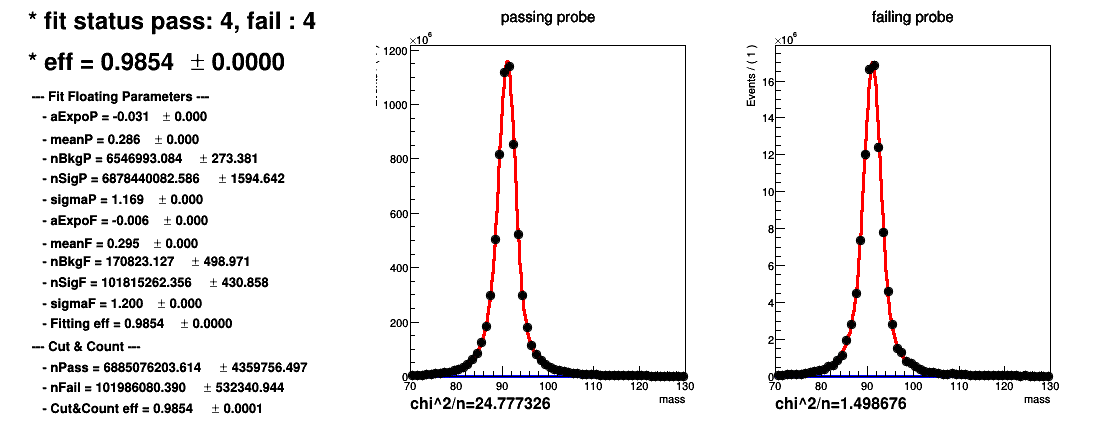 * fit status pass: 4, fail : 4
* eff = 0.9854 ± 0.0000
--- Fit Floating Parameters ---
- aExpoP = -0.031 ± 0.000
- meanP = 0.286 ± 0.000
- nBkgP = 6546993.084 ± 273.381
- nSigP = 6878440082.586 ± 1594.642
- sigmaP = 1.169 ± 0.000
- aExpoF = -0.006 ± 0.000
- meanF = 0.295 ± 0.000
- nBkgF = 170823.127 ± 498.971
- nSigF = 101815262.356 ± 430.858
- sigmaF = 1.200 ± 0.000
- Fitting eff = 0.9854 ± 0.0000
--- Cut & Count ---
- nPass = 6885076203.614 ± 4359756.497
- nFail = 101986080.390 ± 532340.944
- Cut&Count eff = 0.9854 ± 0.0001
passing probe
×10^6
1200
1000
800
600
400
200
0
70 80 90 100 110 120 130
mass
chi^2/n=24.777326
failing probe
×10^6
Events / ( 1 )
16
14
12
10
8
6
4
2
0
70 80 90 100 110 120 130
mass
chi^2/n=1.498676